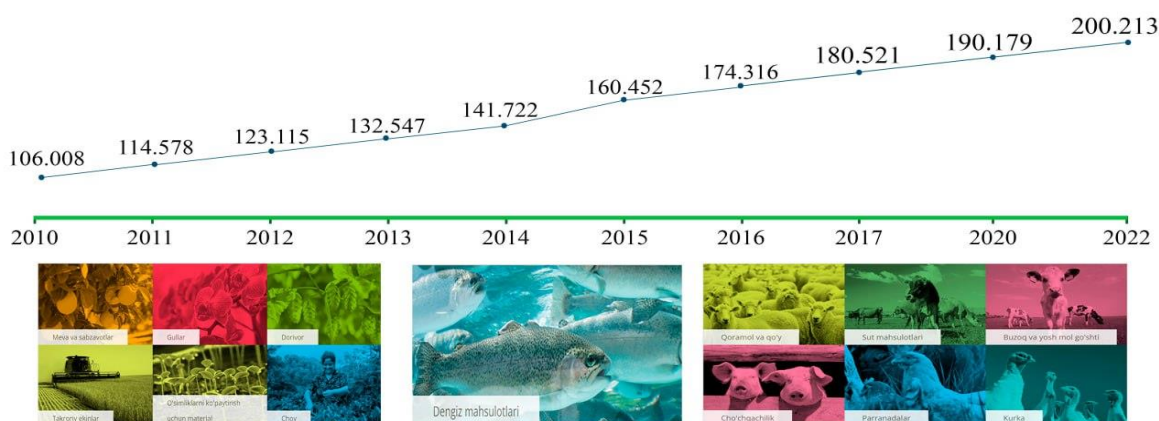 106.008
114.578
123.115
132.547
141.722
160.452
174.316
180.521
190.179
200.213
2010 2011 2012 2013 2014 2015 2016 2017 2020 2022
Meva va sabzavotlar
Gullar
Dorivor
Takroriy ekinlar
O'simliklarni ko'paytirish
uchun material
Choy
Dengiz mahsulotlari
Qoramol va qo'y
Sut mahsulotlari
Buzoq va yosh mol go'shti
Cho'chqachilik
Parranadalar
Kurka